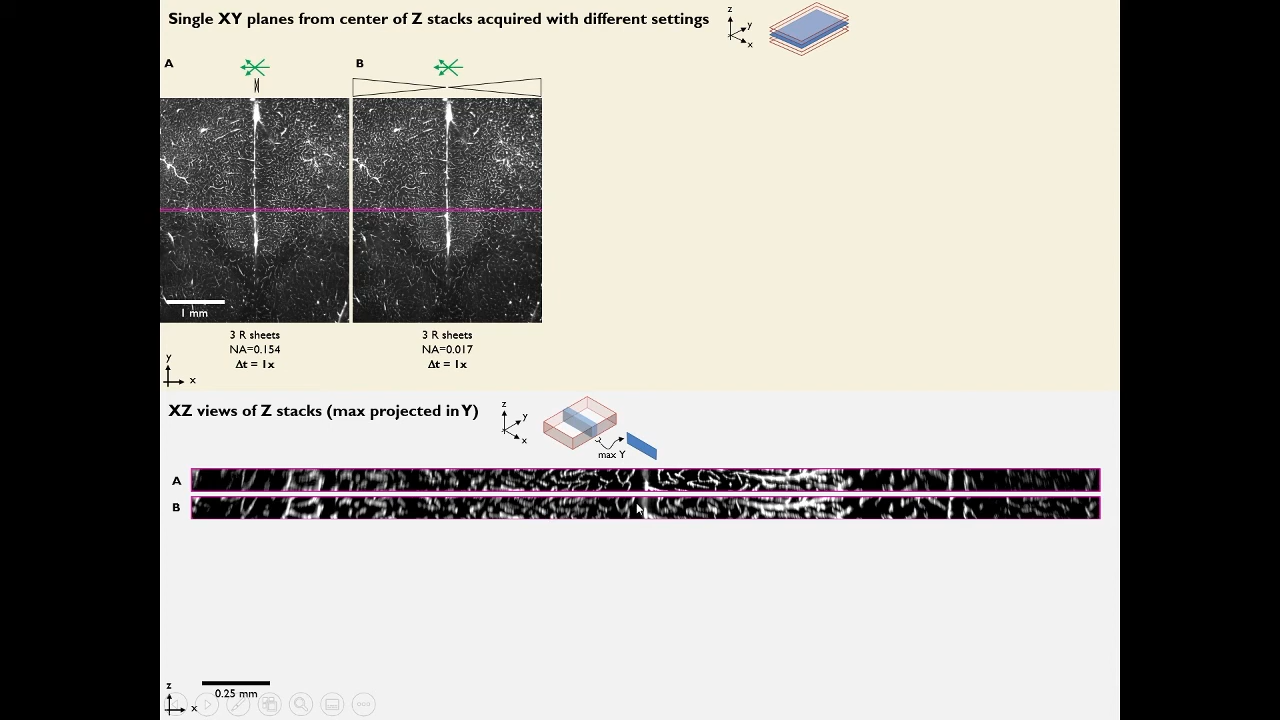 Single XY planes from center of Z stacks acquired with different settings
z
y
x
A
B
1 mm
3 R sheets
NA=0.154
Δt = 1x
3 R sheets
NA=0.017
Δt = 1x
y
x
XZ views of Z stacks (max projected in Y)
z
y
x
max Y
A
B
0.25 mm
z
x